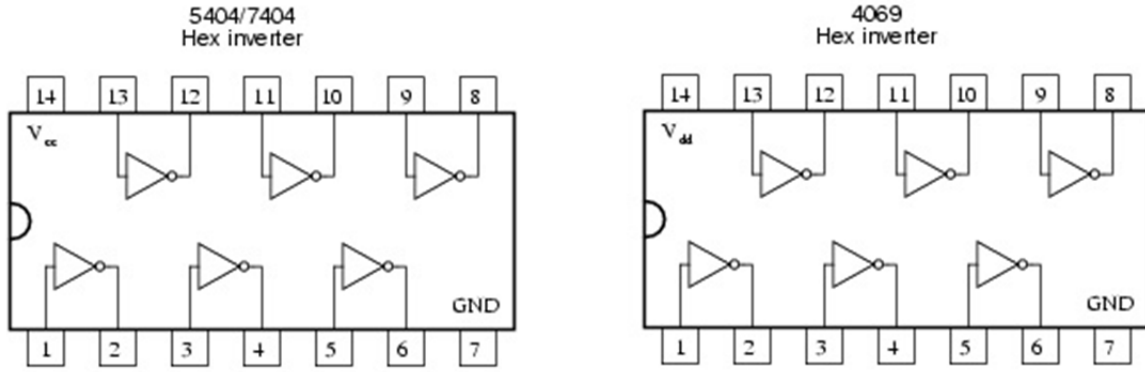 5404/7404
Hex inverter
14 13 12 11 10 9 8
Vcc
GND
1 2 3 4 5 6 7
4069
Hex inverter
14 13 12 11 10 9 8
Vdd
GND
1 2 3 4 5 6 7